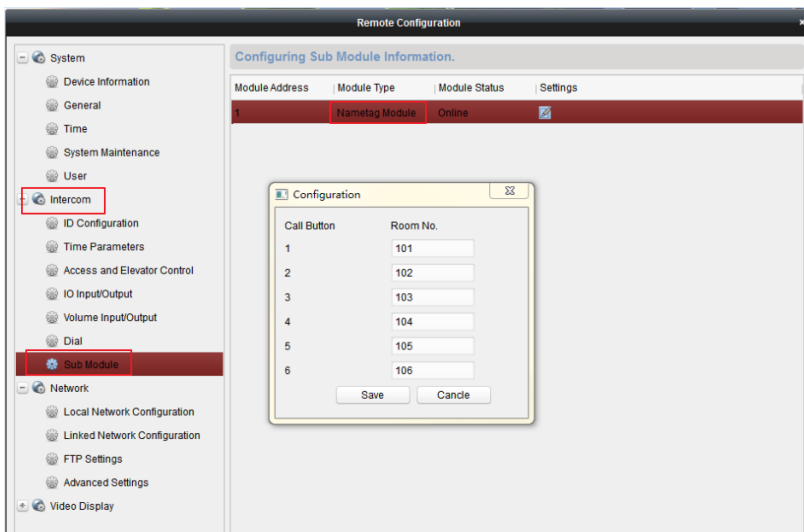 Remote Configuration
x
System
Device Information
General
Time
System Maintenance
User
Intercom
ID Configuration
Time Parameters
Access and Elevator Control
IO Input/Output
Volume Input/Output
Dial
Sub Module
Network
Local Network Configuration
Linked Network Configuration
FTP Settings
Advanced Settings
Video Display
Configuring Sub Module Information.
Module Address Module Type Module Status Settings
1 Nametag Module Online
Configuration
Call Button Room No.
1 101
2 102
3 103
4 104
5 105
6 106
Save Cancle